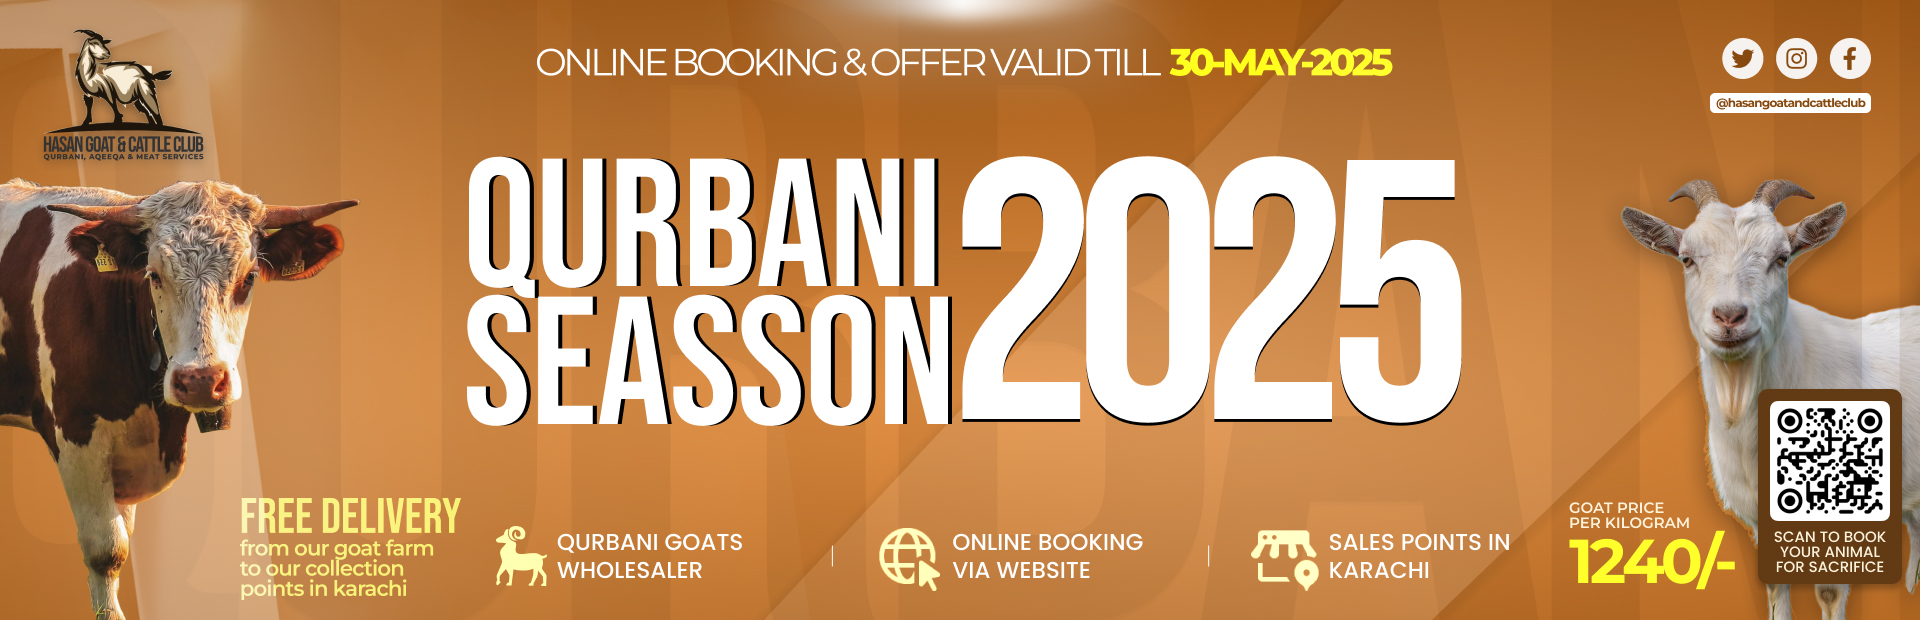 HASAN GOAT & CATTLE CLUB
QURBANI, AQEEQA & MEAT SERVICES
ONLINE BOOKING & OFFER VALID TILL 30-MAY-2025
@hasangoatandcattleclub
QURBANI
SEASSON
2025
FREE DELIVERY
from our goat farm
to our collection
points in karachi
QURBANI GOATS
WHOLESALER
ONLINE BOOKING
VIA WEBSITE
SALES POINTS IN
KARACHI
GOAT PRICE
PER KILOGRAM
1240/-
SCAN TO BOOK
YOUR ANIMAL
FOR SACRIFICE